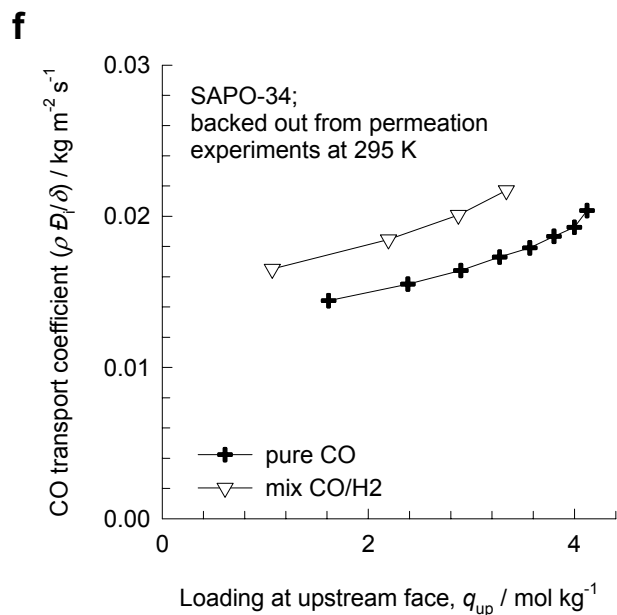 f
0.03
SAPO-34;
backed out from permeation
experiments at 295 K
0.02
0.01
0.00
CO transport coefficient (ρ Đi/δ) / kg m-2 s-1
pure CO
mix CO/H2
0
2
4
Loading at upstream face, qup / mol kg-1